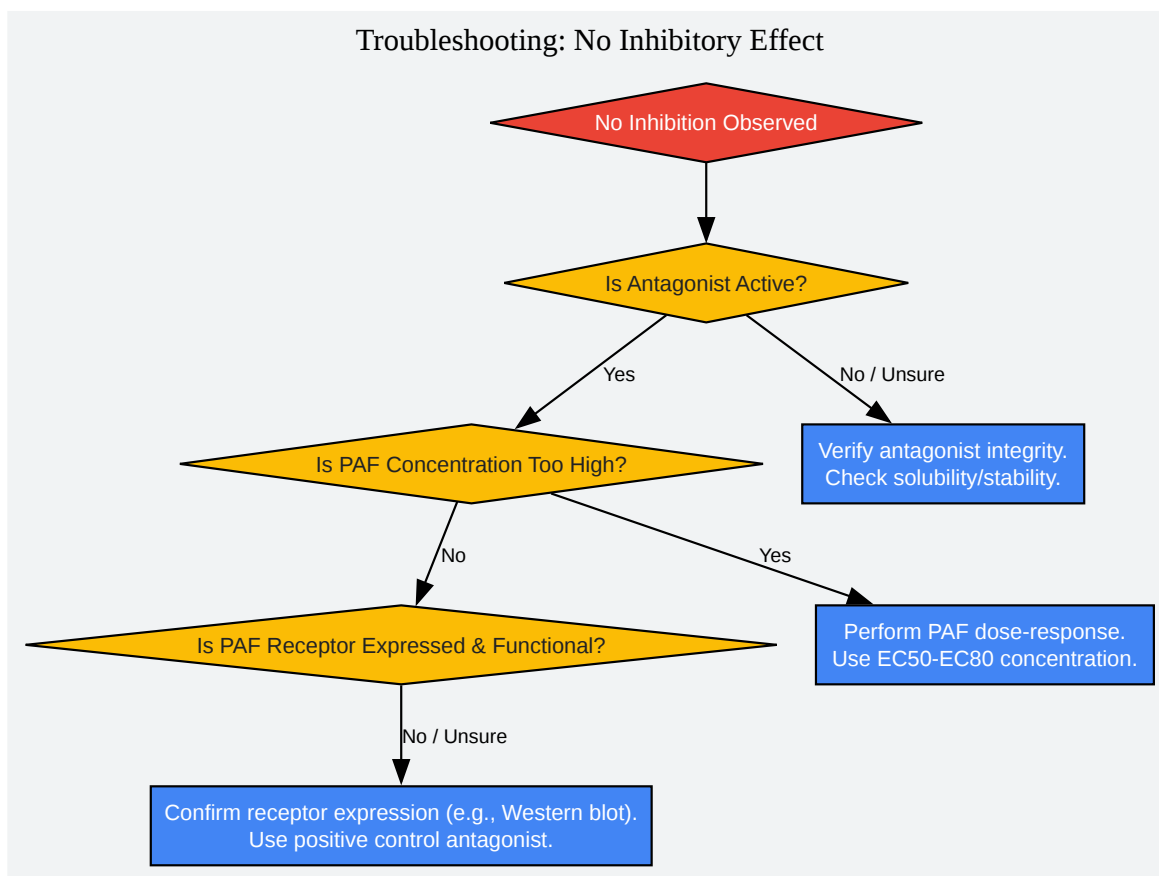 Troubleshooting: No Inhibitory Effect
No Inhibition Observed
Is Antagonist Active?
Yes
No / Unsure
Is PAF Concentration Too High?
Verify antagonist integrity.
Check solubility/stability.
No
Yes
Is PAF Receptor Expressed & Functional?
Perform PAF dose-response.
Use EC50-EC80 concentration.
No / Unsure
Confirm receptor expression (e.g., Western blot).
Use positive control antagonist.